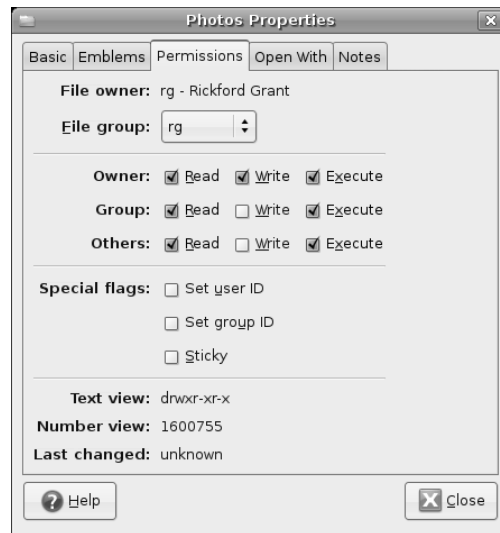 Photos Properties
Basic Emblems Permissions Open With Notes
File owner: rg - Rickford Grant
File group: rg
Owner: Read Write Execute
Group: Read Write Execute
Others: Read Write Execute
Special flags: Set user ID
Set group ID
Sticky
Text view: drwxr-xr-x
Number view: 1600755
Last changed: unknown
Help Close